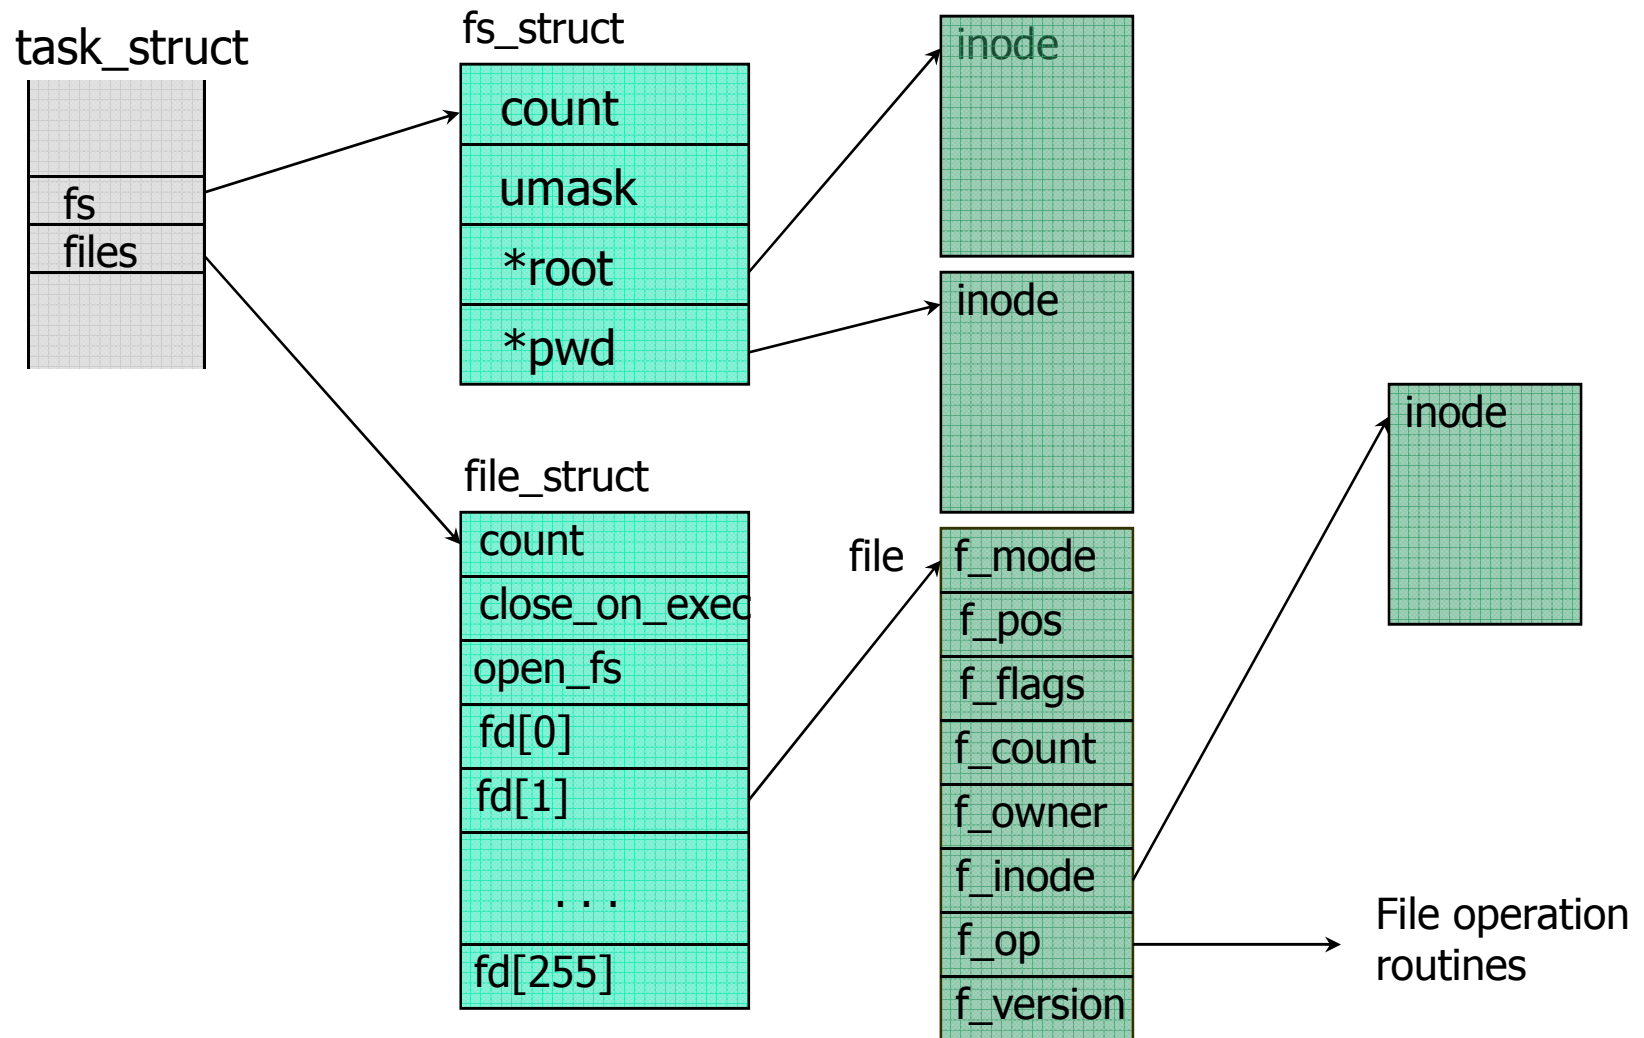 task_struct
fs
files
fs_struct
count
umask
*root
*pwd
inode
inode
file_struct
count
close_on_exec
open_fs
fd[0]
fd[1]
. . .
fd[255]
file
f_mode
f_pos
f_flags
f_count
f_owner
f_inode
f_op
f_version
inode
File operation
routines